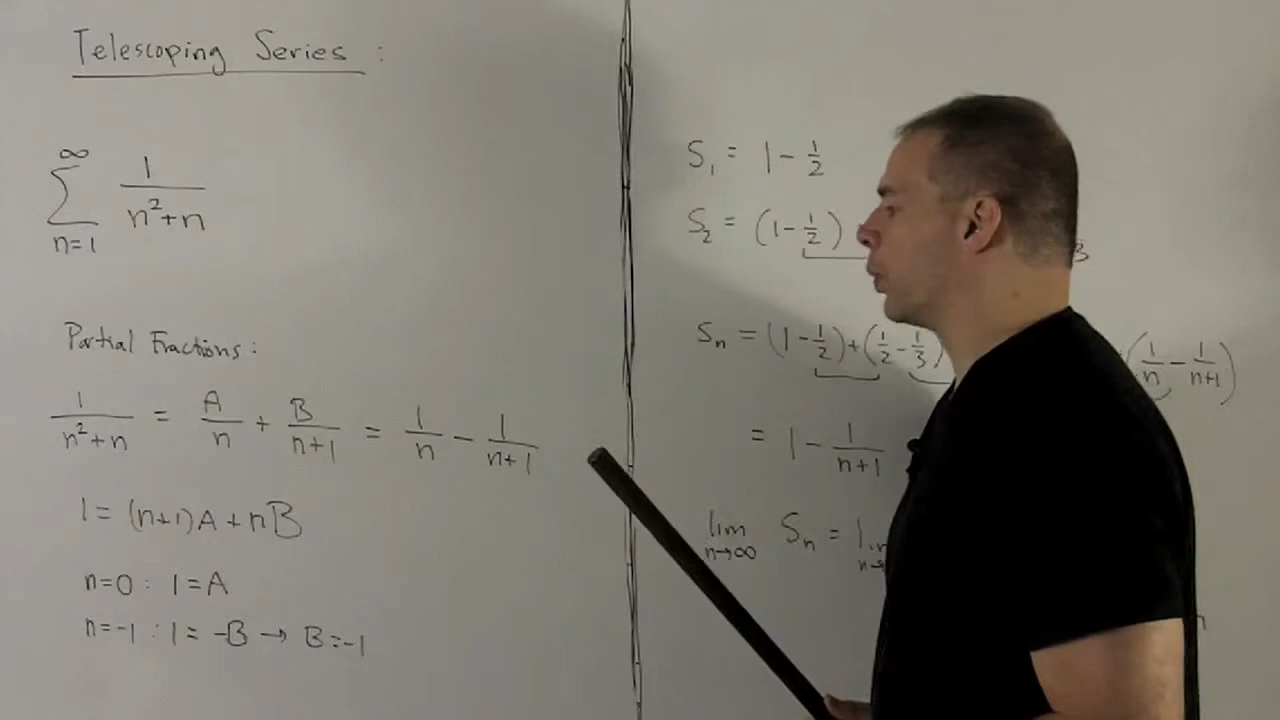 Telescoping Series :
∞
∑ 1/(n²+n)
n=1
Partial Fractions:
1/(n²+n) = A/n + B/(n+1) = 1/n − 1/(n+1)
1 = (n+1)A + nB
n=0 : 1 = A
n=-1 : 1 = -B → B = -1
S₁ = 1 − 1/2
S₂ = (1 − 1/2)
Sₙ = (1 − 1/2) + (1/2 − 1/3) (1/n − 1/(n+1))
= 1 − 1/(n+1)
lim Sₙ = lim
n→∞ n→